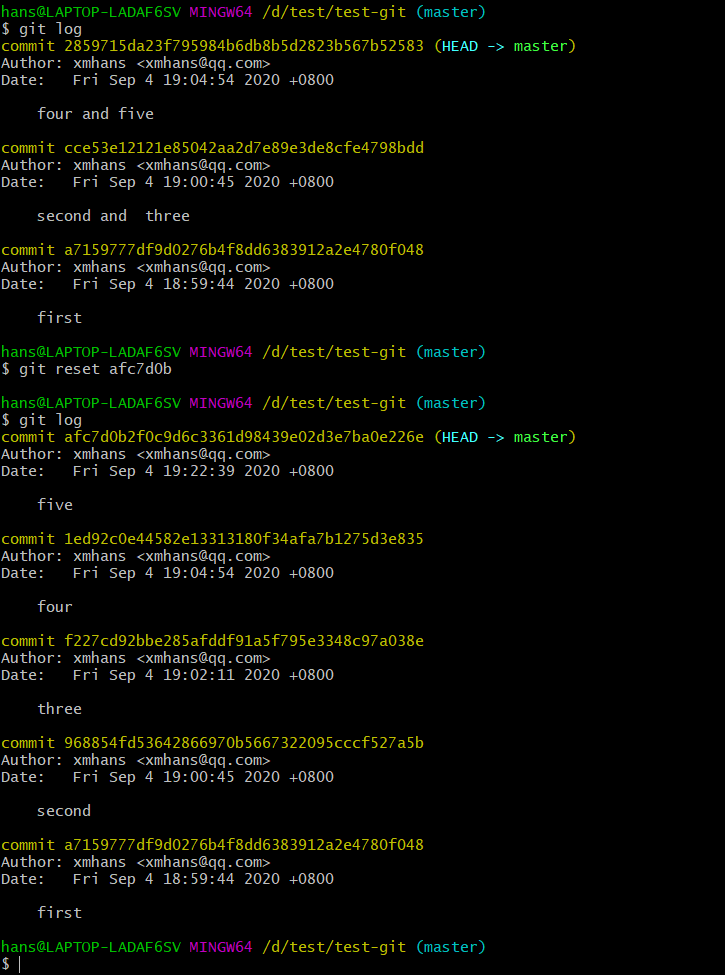 hans@LAPTOP-LADAF6SV MINGW64 /d/test/test-git (master)
$ git log
commit 2859715da23f795984b6db8b5d2823b567b52583 (HEAD -> master)
Author: xmhans <xmhans@qq.com>
Date:   Fri Sep 4 19:04:54 2020 +0800

    four and five

commit cce53e12121e85042aa2d7e89e3de8cfe4798bdd
Author: xmhans <xmhans@qq.com>
Date:   Fri Sep 4 19:00:45 2020 +0800

    second and  three

commit a7159777df9d0276b4f8dd6383912a2e4780f048
Author: xmhans <xmhans@qq.com>
Date:   Fri Sep 4 18:59:44 2020 +0800

    first

hans@LAPTOP-LADAF6SV MINGW64 /d/test/test-git (master)
$ git reset afc7d0b

hans@LAPTOP-LADAF6SV MINGW64 /d/test/test-git (master)
$ git log
commit afc7d0b2f0c9d6c3361d98439e02d3e7ba0e226e (HEAD -> master)
Author: xmhans <xmhans@qq.com>
Date:   Fri Sep 4 19:22:39 2020 +0800

    five

commit 1ed92c0e44582e13313180f34afa7b1275d3e835
Author: xmhans <xmhans@qq.com>
Date:   Fri Sep 4 19:04:54 2020 +0800

    four

commit f227cd92bbe285afddf91a5f795e3348c97a038e
Author: xmhans <xmhans@qq.com>
Date:   Fri Sep 4 19:02:11 2020 +0800

    three

commit 968854fd53642866970b5667322095cccf527a5b
Author: xmhans <xmhans@qq.com>
Date:   Fri Sep 4 19:00:45 2020 +0800

    second

commit a7159777df9d0276b4f8dd6383912a2e4780f048
Author: xmhans <xmhans@qq.com>
Date:   Fri Sep 4 18:59:44 2020 +0800

    first

hans@LAPTOP-LADAF6SV MINGW64 /d/test/test-git (master)
$